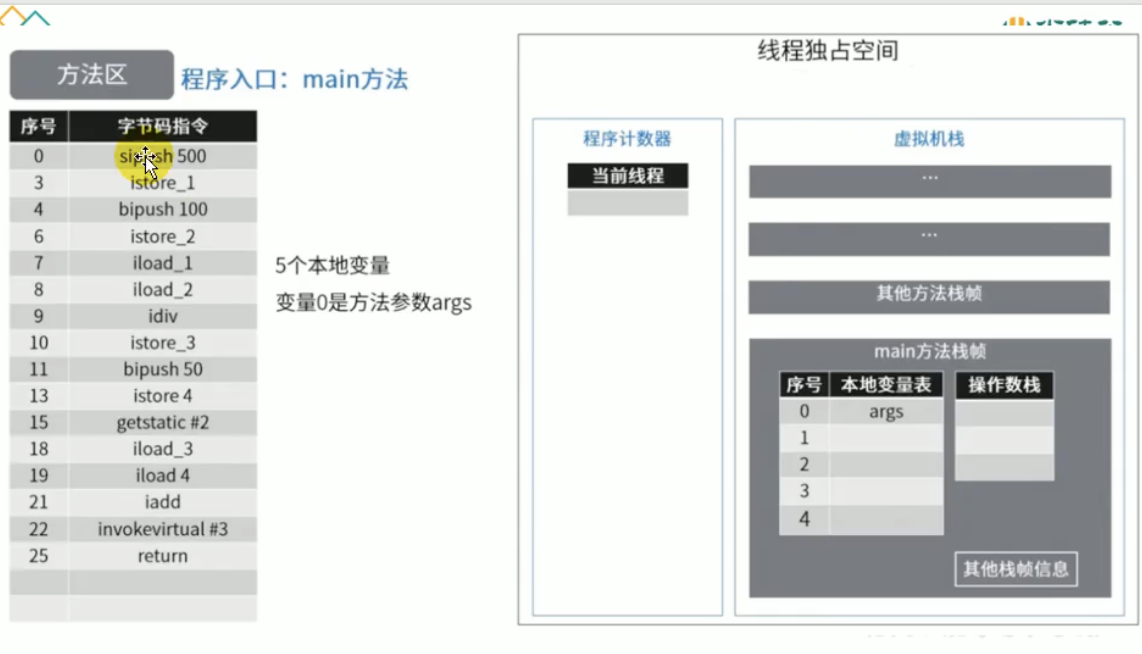 方法区
程序入口：main方法
序号 字节码指令
0 sipush 500
3 istore_1
4 bipush 100
6 istore_2
7 iload_1
8 iload_2
9 idiv
10 istore_3
11 bipush 50
13 istore 4
15 getstatic #2
18 iload_3
19 iload 4
21 iadd
22 invokevirtual #3
25 return
5个本地变量
变量0是方法参数args
线程独占空间
程序计数器
当前线程
虚拟机栈
...
...
其他方法栈帧
main方法栈帧
序号 本地变量表
0 args
1
2
3
4
操作数栈
其他栈帧信息